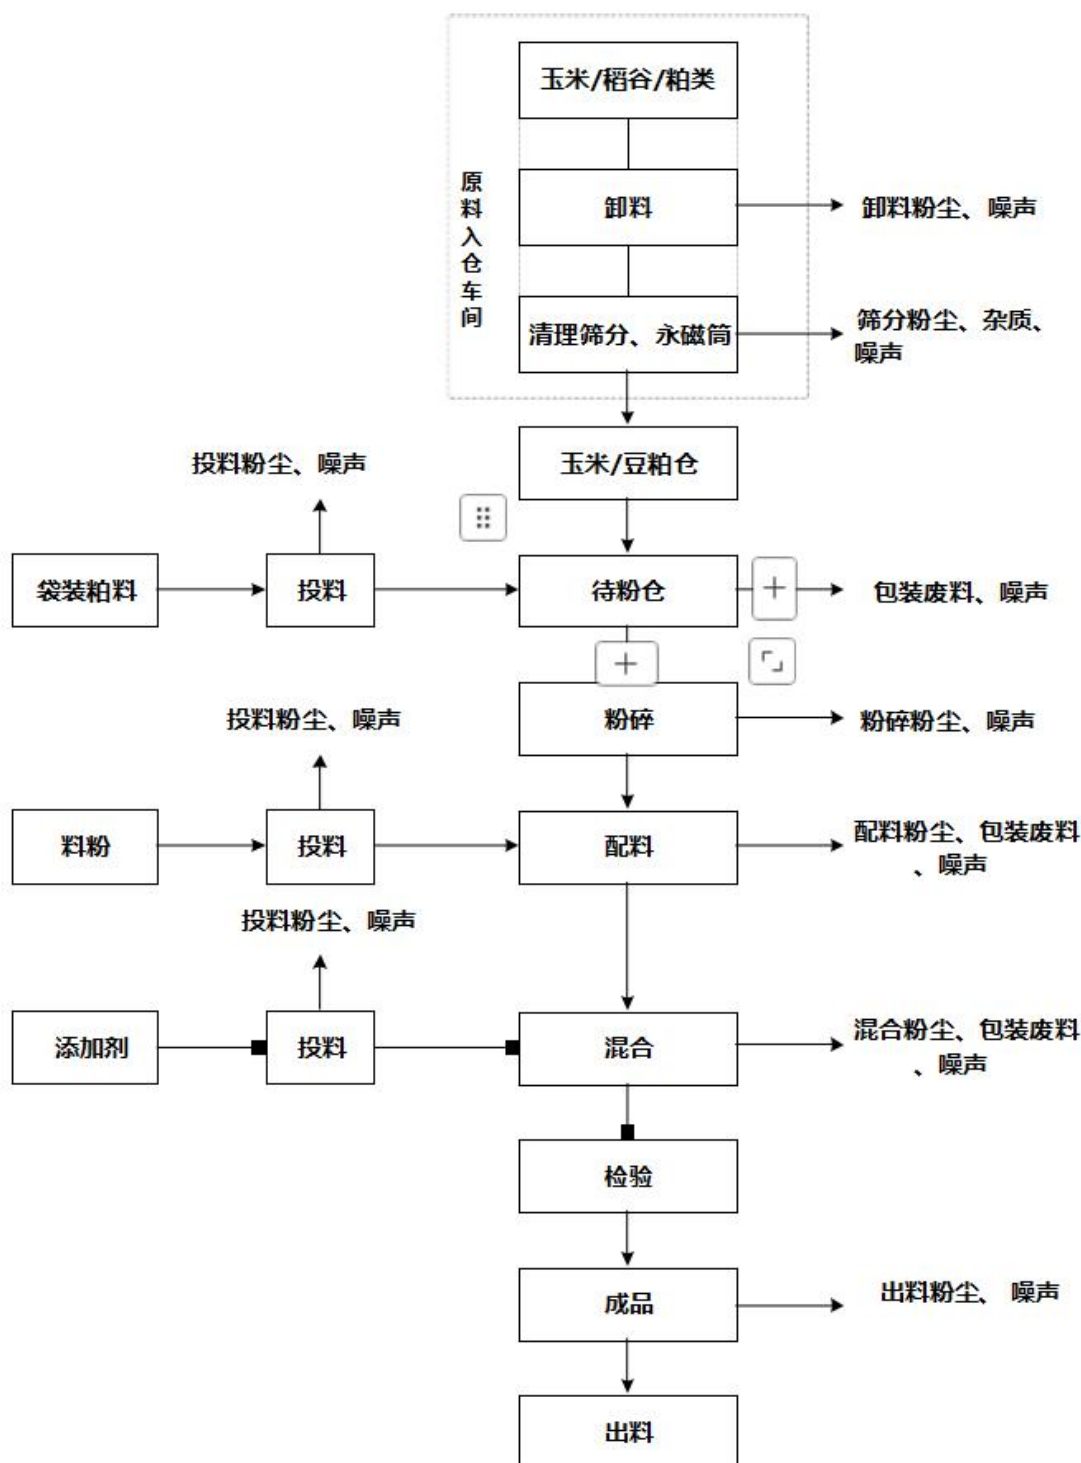 玉米/稻谷/粕类
原料入仓车间
卸料
卸料粉尘、噪声
清理筛分、永磁筒
筛分粉尘、杂质、
噪声
玉米/豆粕仓
投料粉尘、噪声
袋装粕料
投料
待粉仓
包装废料、噪声
粉碎
粉碎粉尘、噪声
投料粉尘、噪声
料粉
投料
配料
配料粉尘、包装废料
、噪声
投料粉尘、噪声
添加剂
投料
混合
混合粉尘、包装废料
、噪声
检验
成品
出料粉尘、 噪声
出料